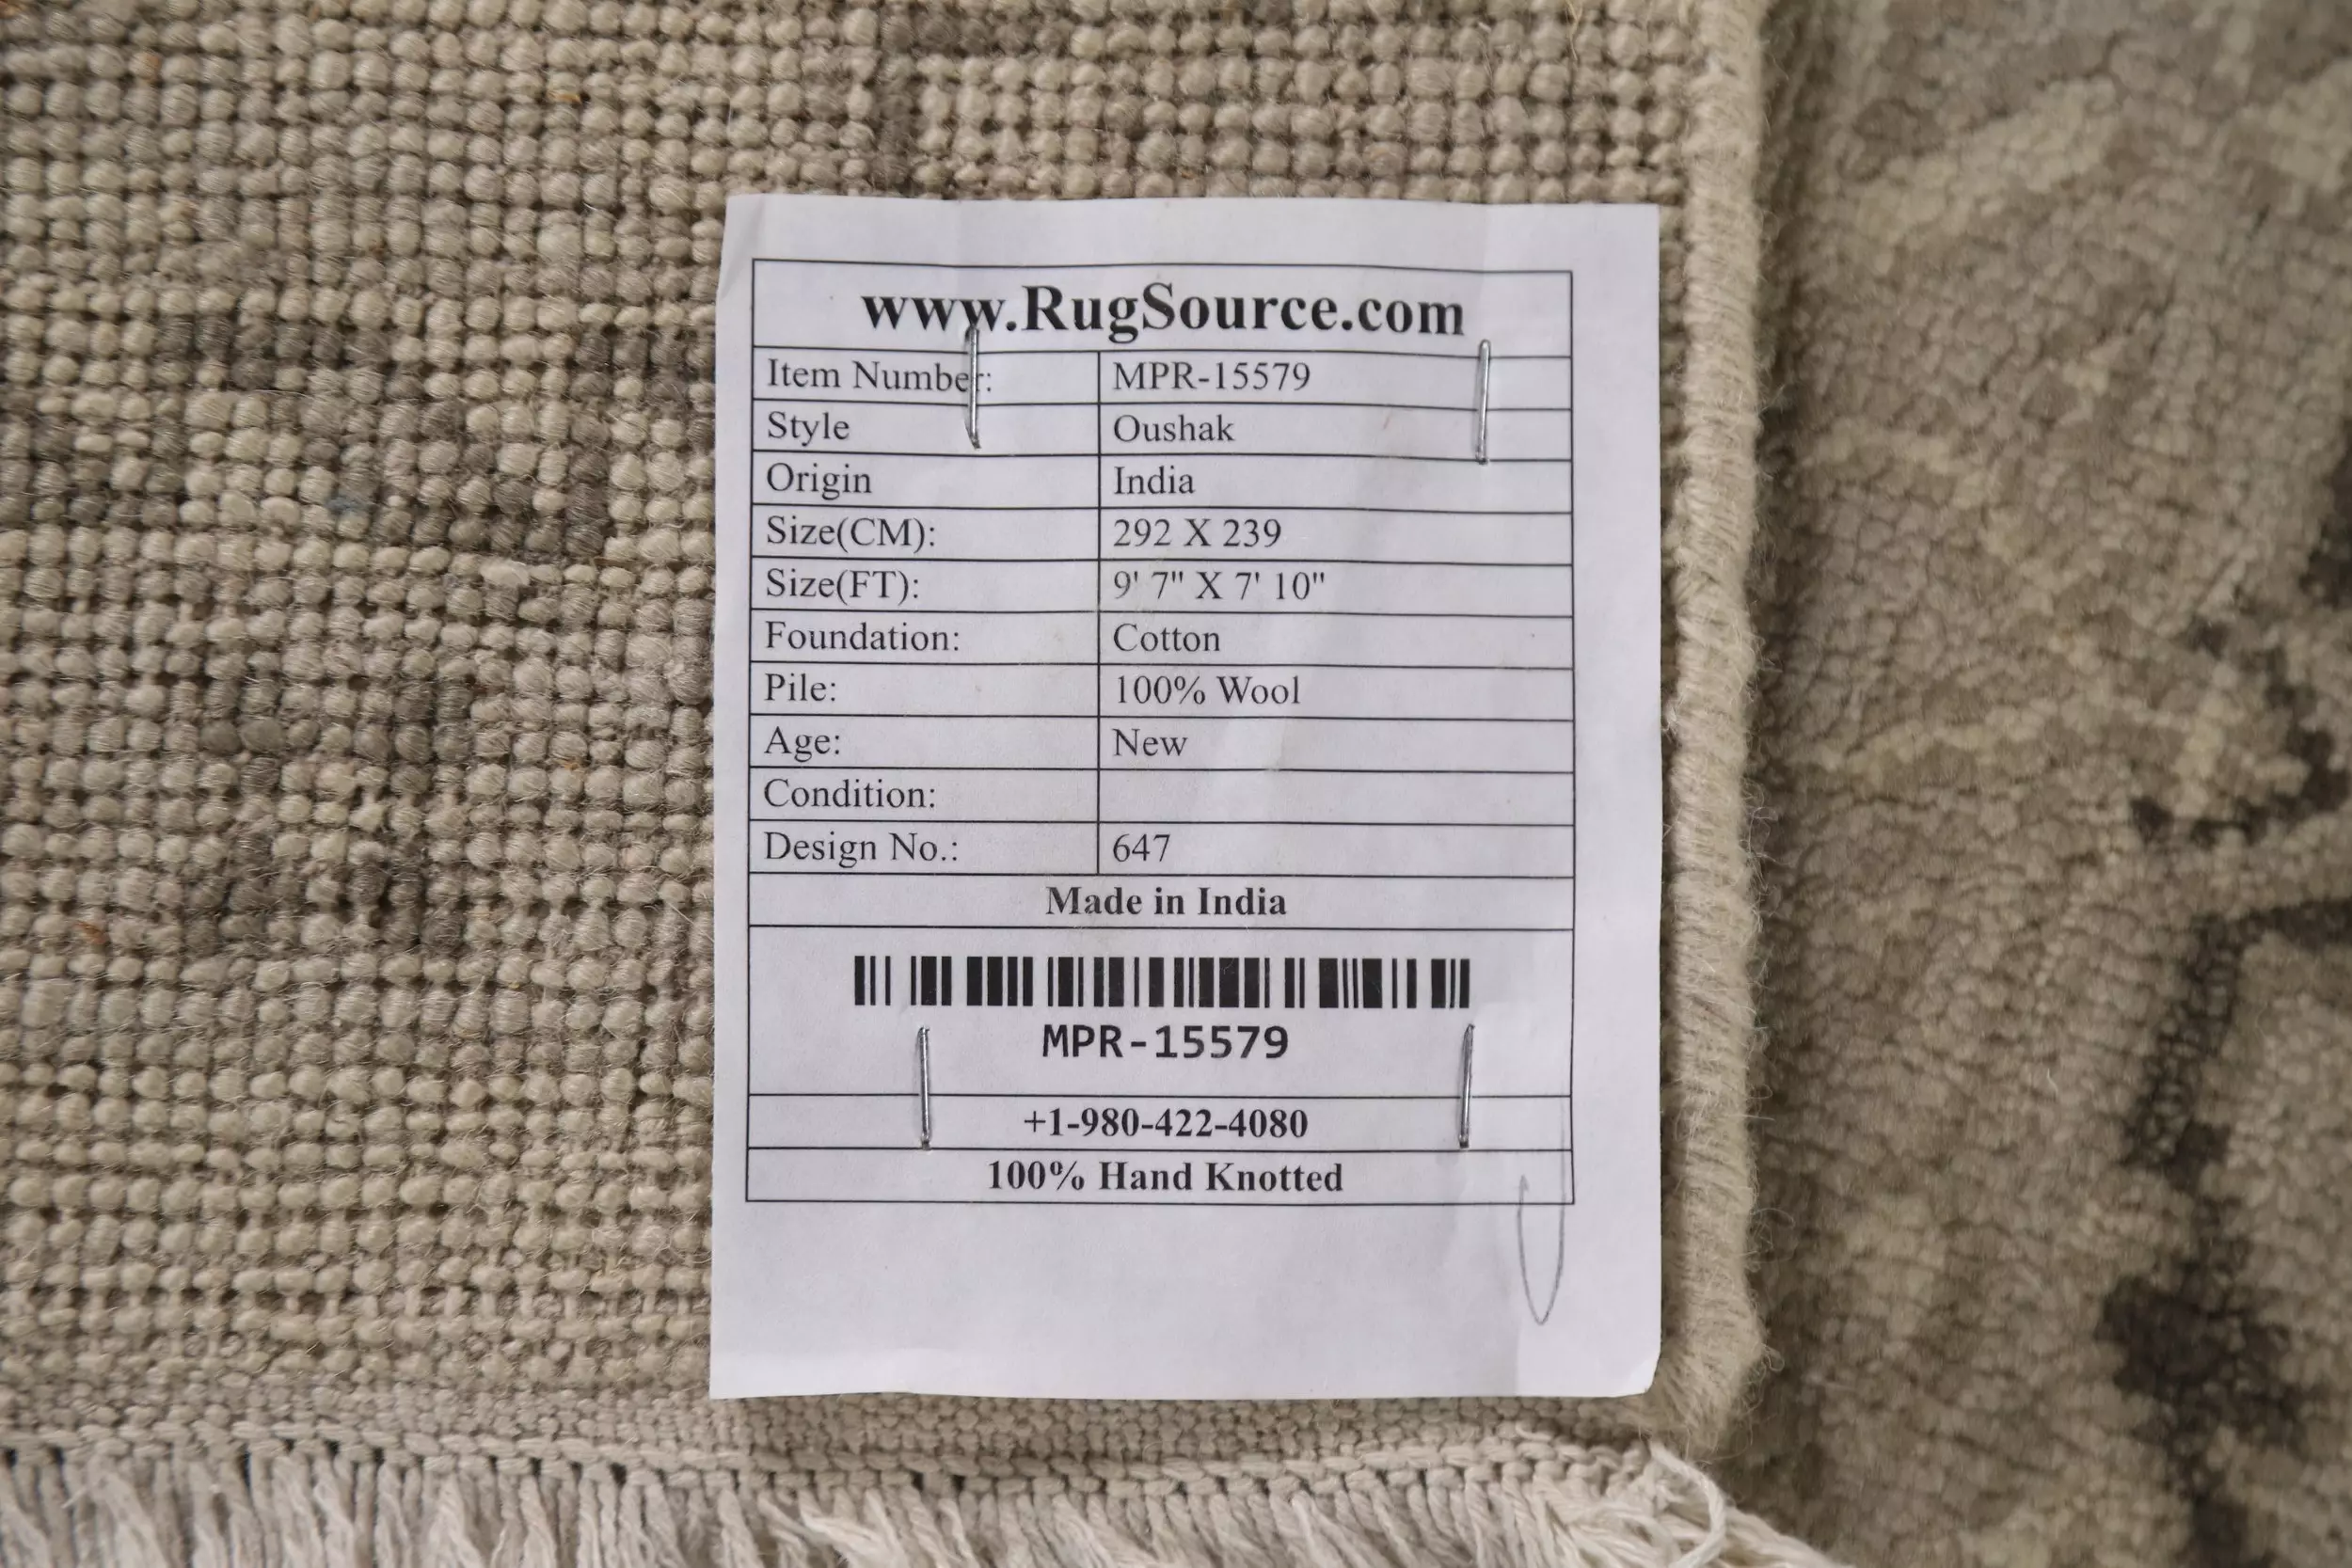 www.RugSource.com
Item Number: MPR-15579
Style Oushak
Origin India
Size(CM): 292 X 239
Size(FT): 9' 7" X 7' 10"
Foundation: Cotton
Pile: 100% Wool
Age: New
Condition:
Design No.: 647
Made in India
MPR-15579
+1-980-422-4080
100% Hand Knotted